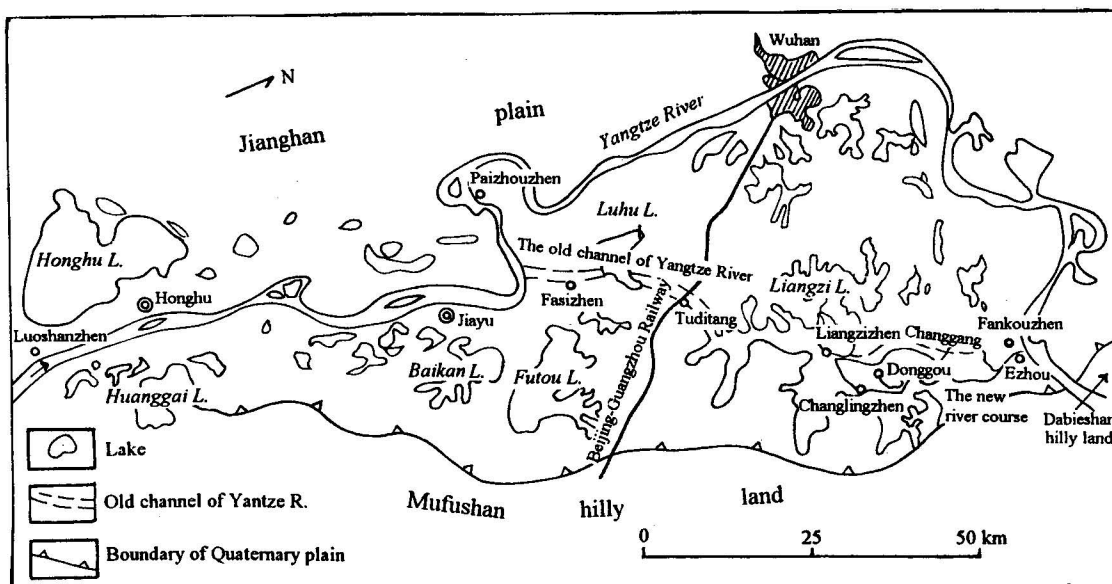 Wuhan
N
Jianghan
plain
Yangtze River
Paizhouzhen
Luhu L.
Honghu L.
The old channel of Yangtze River
Honghu
Fasizhen
Liangzi L.
Luoshanzhen
Jiayu
Tuditang
Liangzizhen
Changgang
Fankouzhen
Beijing-Guangzhou Railway
Baikan L.
Futou L.
Donggou
Ezhou
Huanggai L.
Changlingzhen
The new
river course
Dabieshan
hilly land
Lake
Old channel of Yantze R.
Mufushan
hilly
land
Boundary of Quaternary plain
0
25
50 km